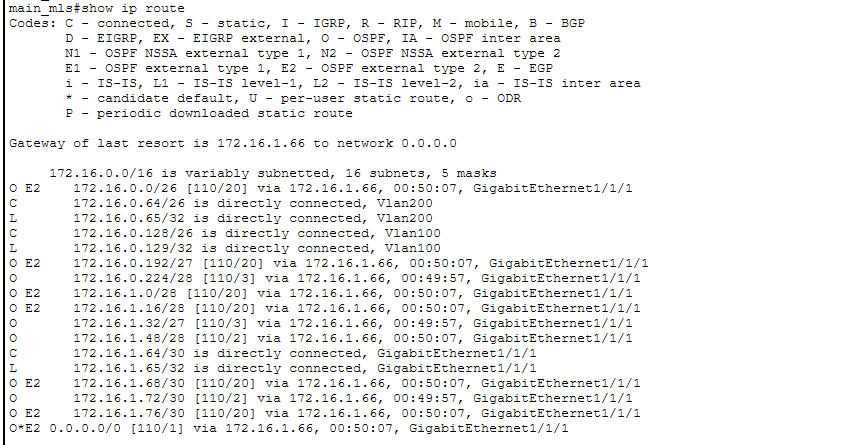 main_mls#show ip route
Codes: C - connected, S - static, I - IGRP, R - RIP, M - mobile, B - BGP
       D - EIGRP, EX - EIGRP external, O - OSPF, IA - OSPF inter area
       N1 - OSPF NSSA external type 1, N2 - OSPF NSSA external type 2
       E1 - OSPF external type 1, E2 - OSPF external type 2, E - EGP
       i - IS-IS, L1 - IS-IS level-1, L2 - IS-IS level-2, ia - IS-IS inter area
       * - candidate default, U - per-user static route, o - ODR
       P - periodic downloaded static route
Gateway of last resort is 172.16.1.66 to network 0.0.0.0
     172.16.0.0/16 is variably subnetted, 16 subnets, 5 masks
O E2    172.16.0.0/26 [110/20] via 172.16.1.66, 00:50:07, GigabitEthernet1/1/1
C       172.16.0.64/26 is directly connected, Vlan200
L       172.16.0.65/32 is directly connected, Vlan200
C       172.16.0.128/26 is directly connected, Vlan100
L       172.16.0.129/32 is directly connected, Vlan100
O E2    172.16.0.192/27 [110/20] via 172.16.1.66, 00:50:07, GigabitEthernet1/1/1
O       172.16.0.224/28 [110/3] via 172.16.1.66, 00:49:57, GigabitEthernet1/1/1
O E2    172.16.1.0/28 [110/20] via 172.16.1.66, 00:50:07, GigabitEthernet1/1/1
O E2    172.16.1.16/28 [110/20] via 172.16.1.66, 00:50:07, GigabitEthernet1/1/1
O       172.16.1.32/27 [110/3] via 172.16.1.66, 00:49:57, GigabitEthernet1/1/1
O       172.16.1.48/28 [110/2] via 172.16.1.66, 00:50:07, GigabitEthernet1/1/1
C       172.16.1.64/30 is directly connected, GigabitEthernet1/1/1
L       172.16.1.65/32 is directly connected, GigabitEthernet1/1/1
O E2    172.16.1.68/30 [110/20] via 172.16.1.66, 00:50:07, GigabitEthernet1/1/1
O       172.16.1.72/30 [110/2] via 172.16.1.66, 00:49:57, GigabitEthernet1/1/1
O E2    172.16.1.76/30 [110/20] via 172.16.1.66, 00:50:07, GigabitEthernet1/1/1
O*E2 0.0.0.0/0 [110/1] via 172.16.1.66, 00:50:07, GigabitEthernet1/1/1